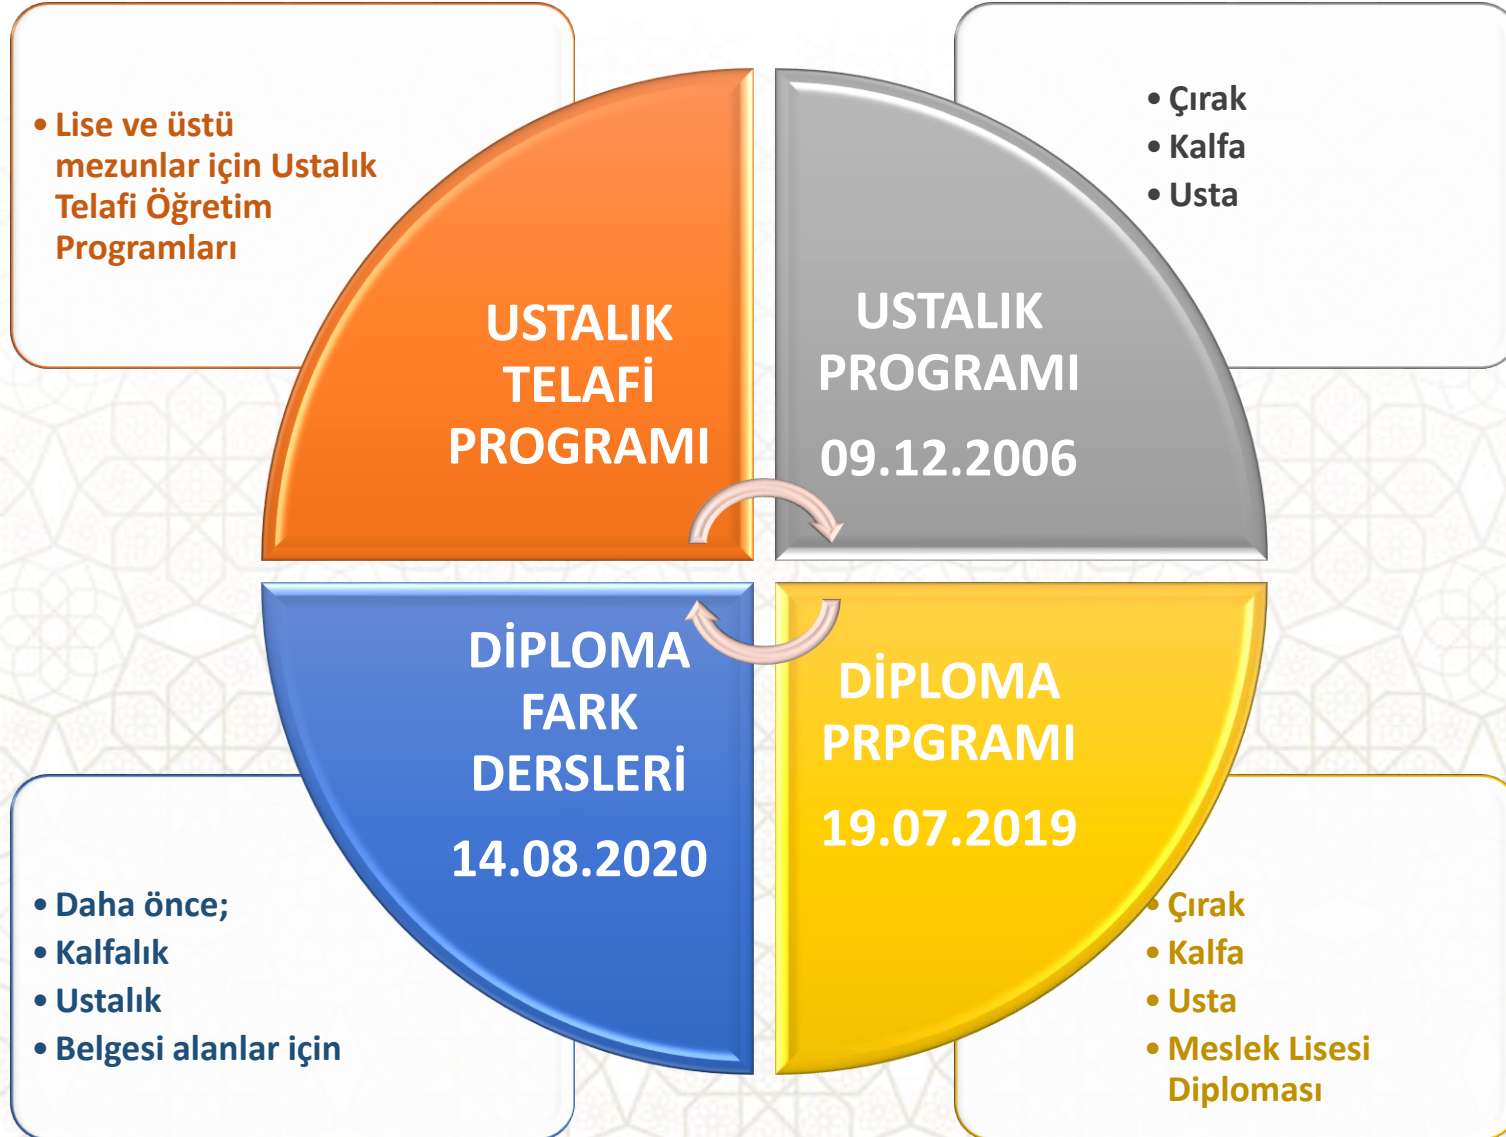 • Lise ve üstü
mezunlar için Ustalık
Telafi Öğretim
Programları
USTALIK
TELAFİ
PROGRAMI
• Çırak
• Kalfa
• Usta
USTALIK
PROGRAMI
09.12.2006
DİPLOMA
FARK
DERSLERİ
14.08.2020
• Daha önce;
• Kalfalık
• Ustalık
• Belgesi alanlar için
DİPLOMA
PRPGRAMI
19.07.2019
• Çırak
• Kalfa
• Usta
• Meslek Lisesi
Diploması